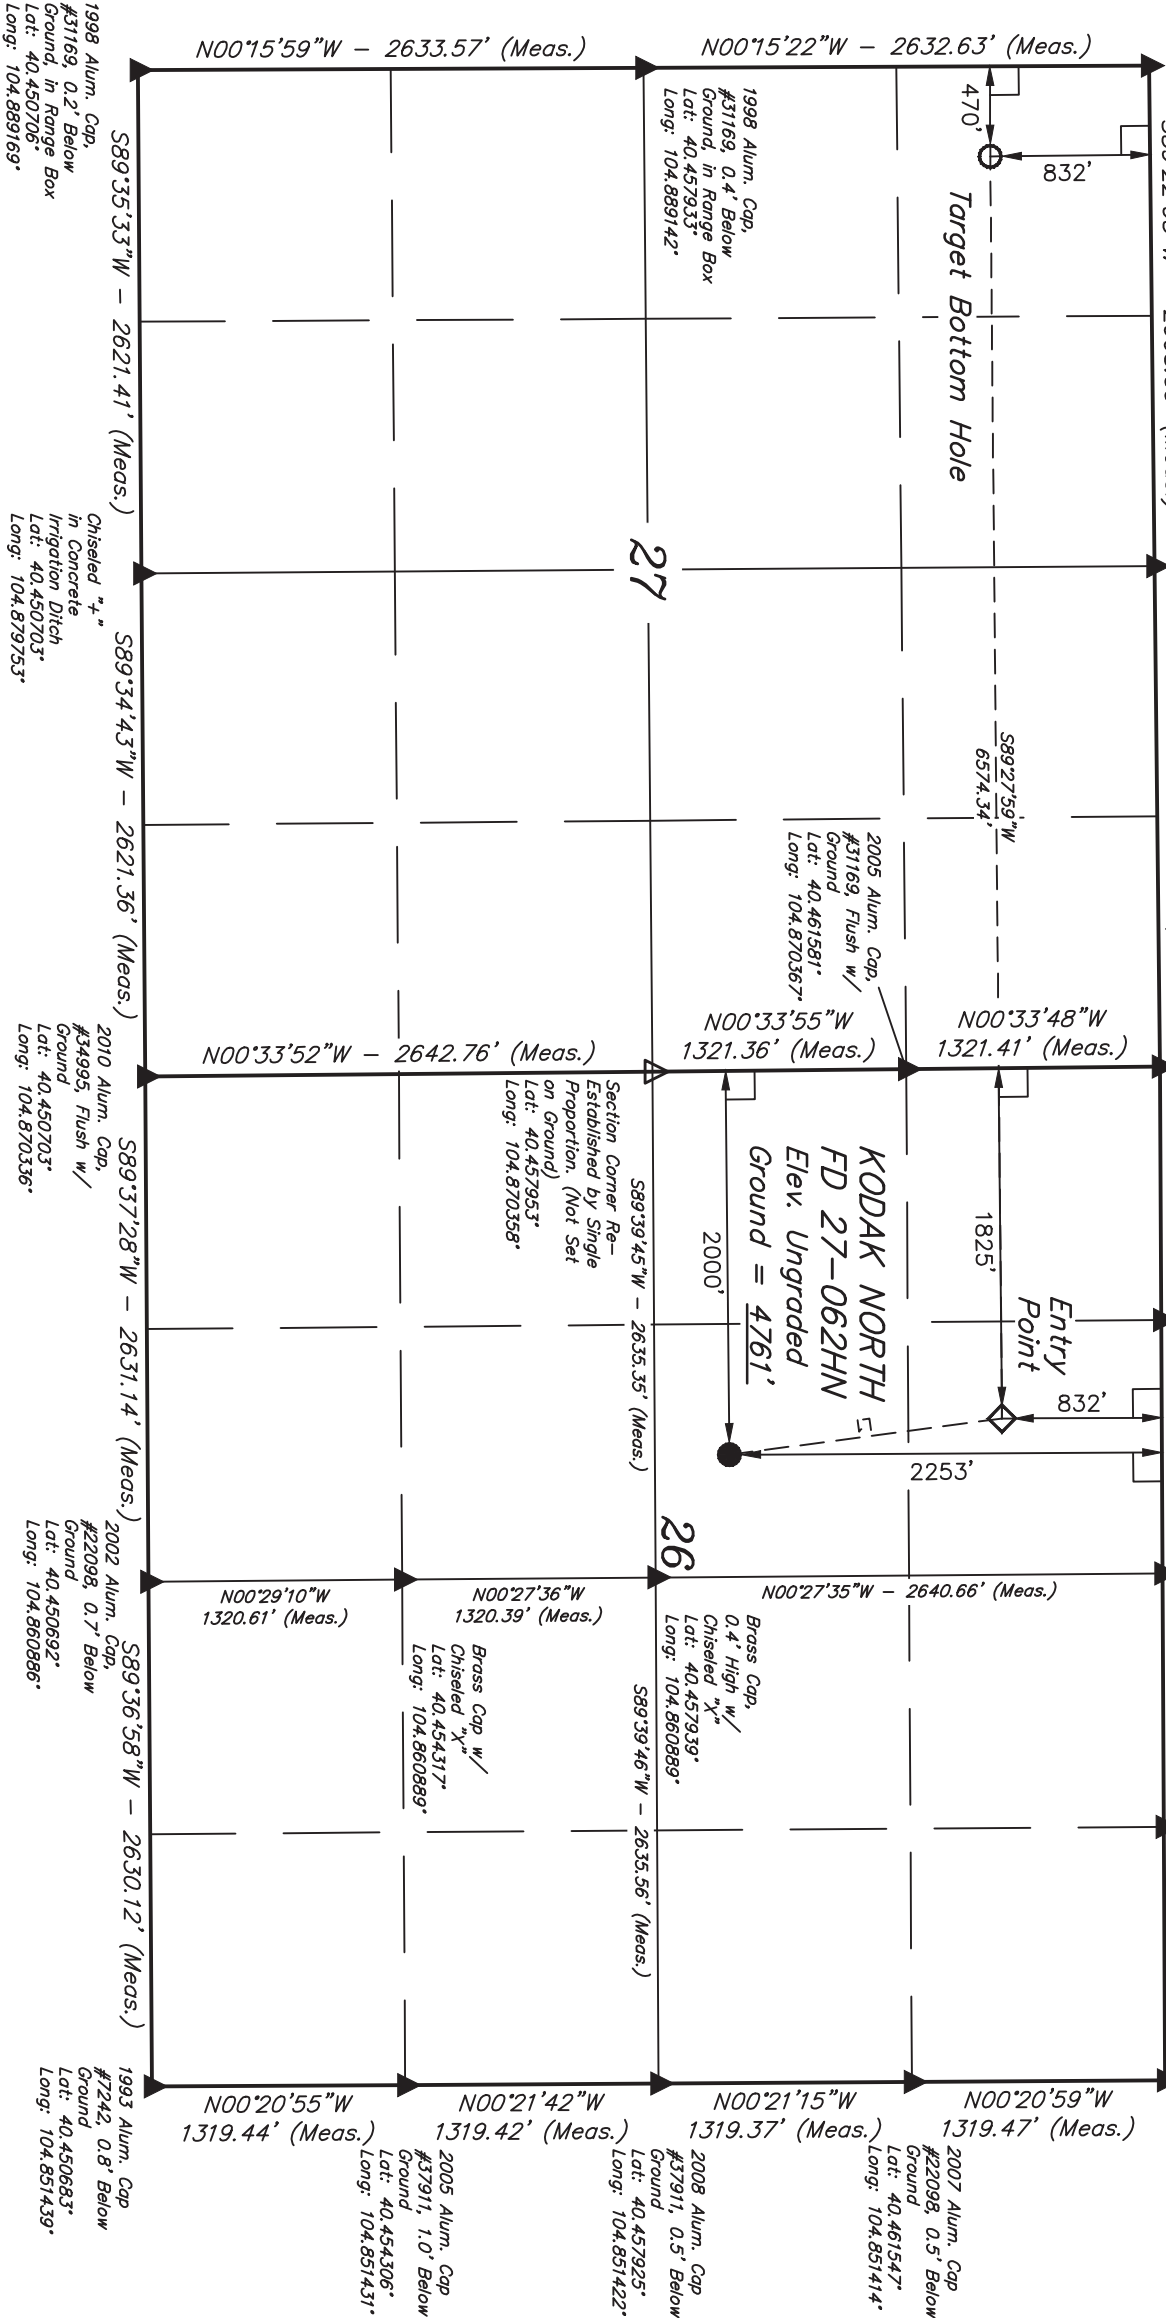 N00°15'59"W - 2633.57' (Meas.)
N00°15'22"W - 2632.63' (Meas.)
1998 Alum. Cap,
#31169, 0.2' Below
Ground, in Range Box
Lat: 40.450706°
Long: 104.889169°
1998 Alum. Cap,
#31169, 0.4' Below
Ground, in Range Box
Lat: 40.457933°
Long: 104.889142°
470'
832'
Target Bottom Hole
S89°35'33"W - 2621.41' (Meas.)
27
Chiseled "+"
in Concrete
Irrigation Ditch
Lat: 40.450703°
Long: 104.879753°
S89°34'43"W - 2621.36' (Meas.)
S89°27'59"W
6574.34'
2005 Alum. Cap,
#31169, Flush w/
Ground
Lat: 40.461581°
Long: 104.870367°
N00°33'52"W - 2642.76' (Meas.)
N00°33'55"W
1321.36' (Meas.)
N00°33'48"W
1321.41' (Meas.)
2010 Alum. Cap,
#34995, Flush w/
Ground
Lat: 40.450703°
Long: 104.870336°
Section Corner Re-
Established by Single
Proportion. (Not Set
on Ground)
Lat: 40.457953°
Long: 104.870358°
KODAK NORTH
FD 27-062HN
Elev. Ungraded
Ground = 4761'
2000'
1825'
Entry
Point
832'
L1
2253'
S89°37'28"W - 2631.14' (Meas.)
S89°39'45"W - 2635.35' (Meas.)
26
2002 Alum. Cap,
#22098, 0.7' Below
Ground
Lat: 40.450692°
Long: 104.860886°
N00°29'10"W
1320.61' (Meas.)
N00°27'36"W
1320.39' (Meas.)
N00°27'35"W - 2640.66' (Meas.)
Brass Cap w/
Chiseled "X"
Lat: 40.454317°
Long: 104.860889°
Brass Cap,
0.4' High w/
Chiseled "X"
Lat: 40.457939°
Long: 104.860889°
S89°36'58"W - 2630.12' (Meas.)
S89°39'46"W - 2635.56' (Meas.)
1993 Alum. Cap
#7242, 0.8' Below
Ground
Lat: 40.450683°
Long: 104.851439°
N00°20'55"W
1319.44' (Meas.)
N00°21'42"W
1319.42' (Meas.)
N00°21'15"W
1319.37' (Meas.)
N00°20'59"W
1319.47' (Meas.)
2005 Alum. Cap
#37911, 1.0' Below
Ground
Lat: 40.454306°
Long: 104.851431°
2008 Alum. Cap
#37911, 0.5' Below
Ground
Lat: 40.457925°
Long: 104.851422°
2007 Alum. Cap
#22098, 0.5' Below
Ground
Lat: 40.461547°
Long: 104.851414°